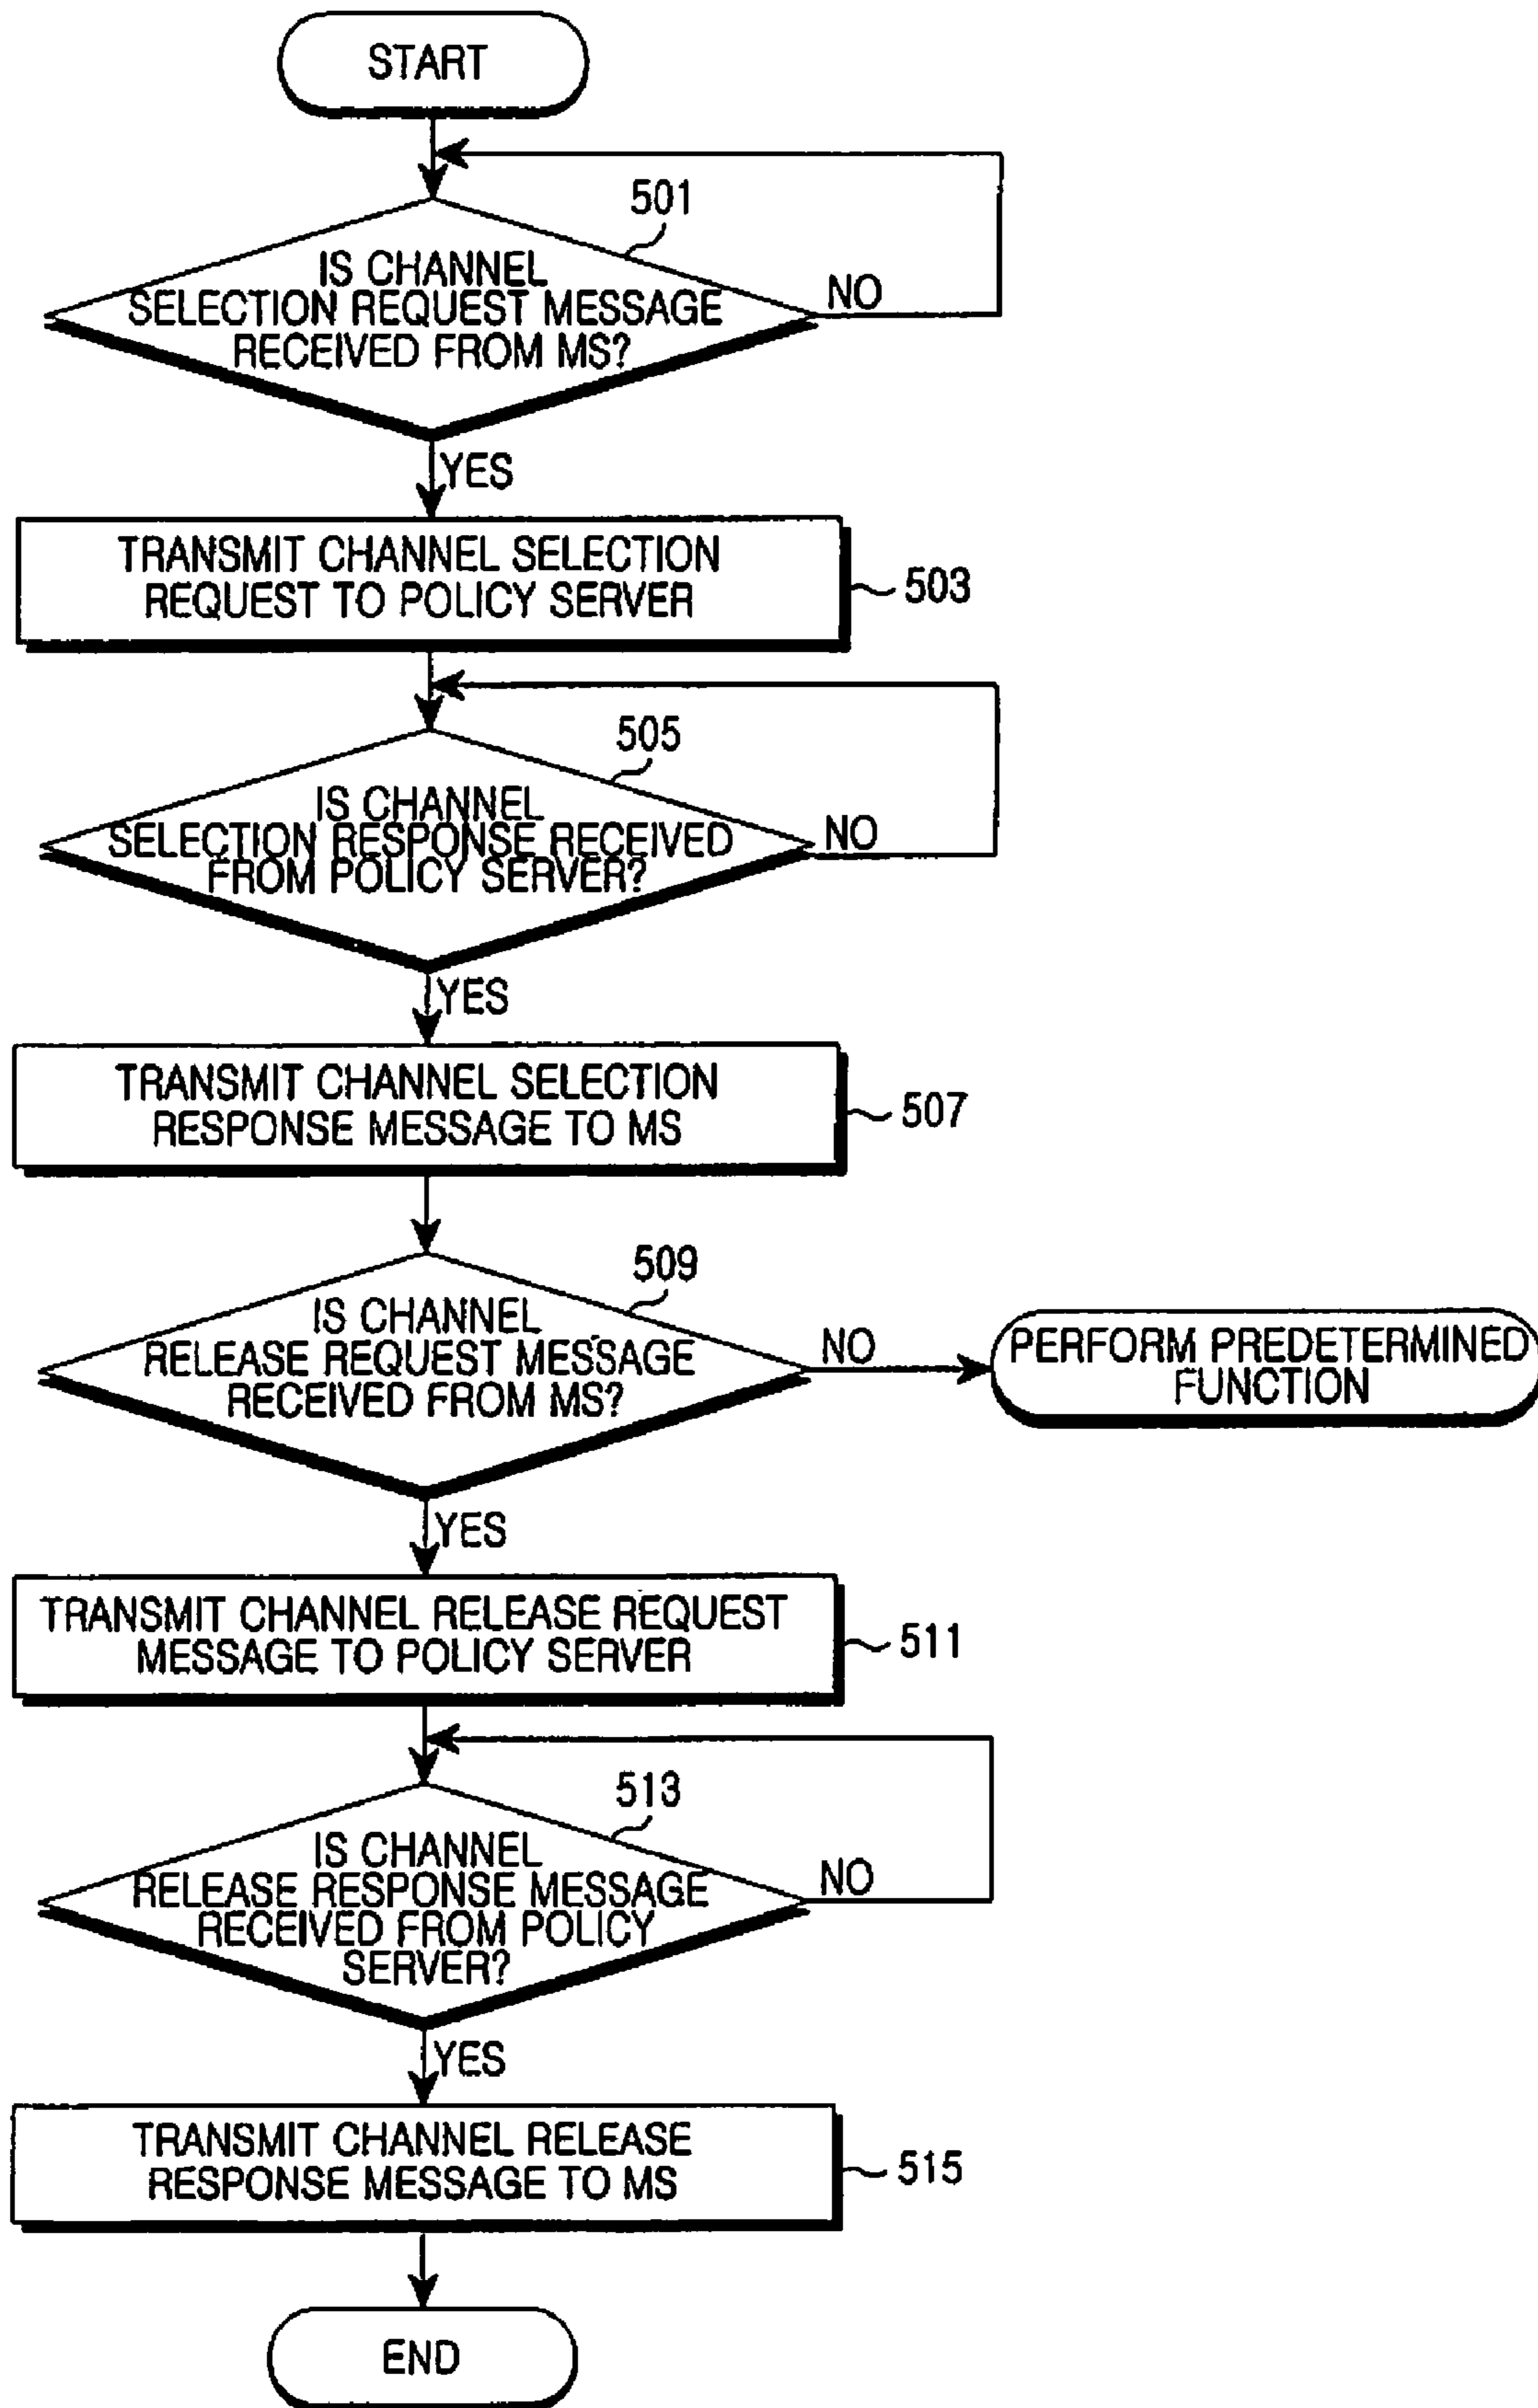 START
501
IS CHANNEL
SELECTION REQUEST MESSAGE
RECEIVED FROM MS?
NO
YES
TRANSMIT CHANNEL SELECTION
REQUEST TO POLICY SERVER
503
505
IS CHANNEL
SELECTION RESPONSE RECEIVED
FROM POLICY SERVER?
NO
YES
TRANSMIT CHANNEL SELECTION
RESPONSE MESSAGE TO MS
507
509
IS CHANNEL
RELEASE REQUEST MESSAGE
RECEIVED FROM MS?
NO
PERFORM PREDETERMINED
FUNCTION
YES
TRANSMIT CHANNEL RELEASE REQUEST
MESSAGE TO POLICY SERVER
511
513
IS CHANNEL
RELEASE RESPONSE MESSAGE
RECEIVED FROM POLICY
SERVER?
NO
YES
TRANSMIT CHANNEL RELEASE
RESPONSE MESSAGE TO MS
515
END